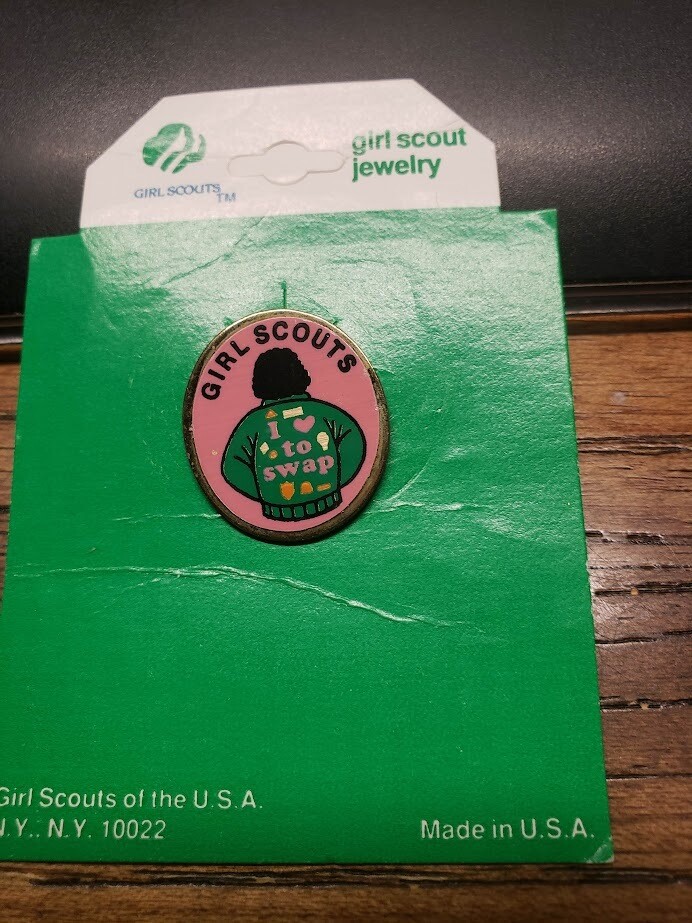 girl scout
jewelry
GIRL SCOUTS TM
GIRL SCOUTS
I ♥
to
swap
Girl Scouts of the U.S.A.
N.Y., N.Y. 10022
Made in U.S.A.